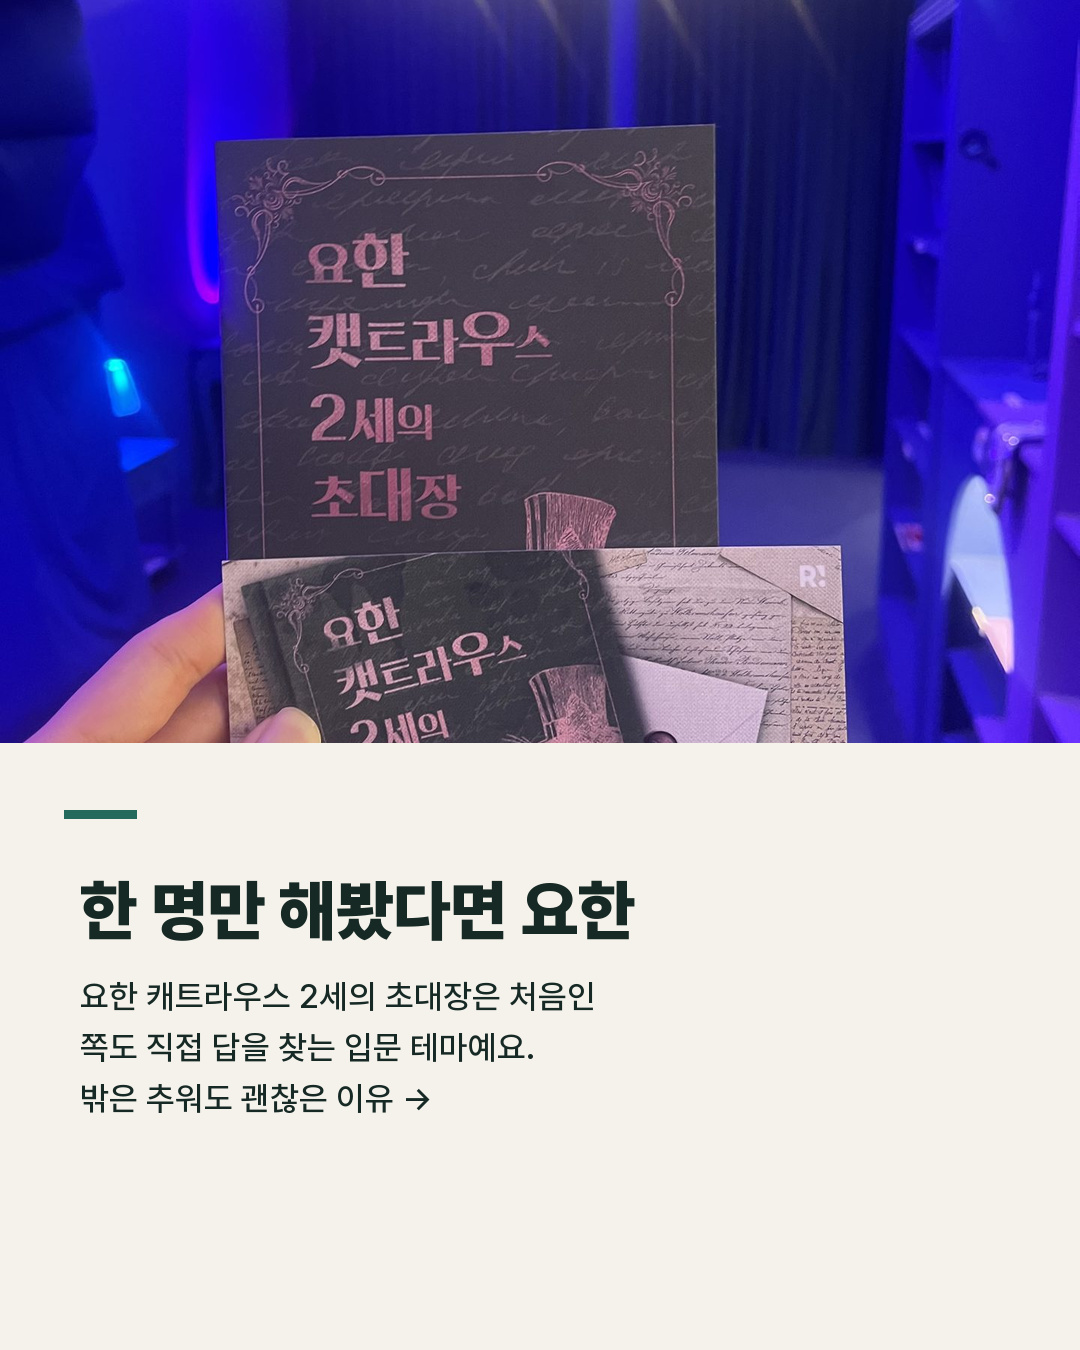 요한
캣트라우스
2세의
초대장
R!
요한
캣트라우스
2세의
한 명만 해봤다면 요한
요한 캐트라우스 2세의 초대장은 처음인
쪽도 직접 답을 찾는 입문 테마예요.
밖은 추워도 괜찮은 이유 →